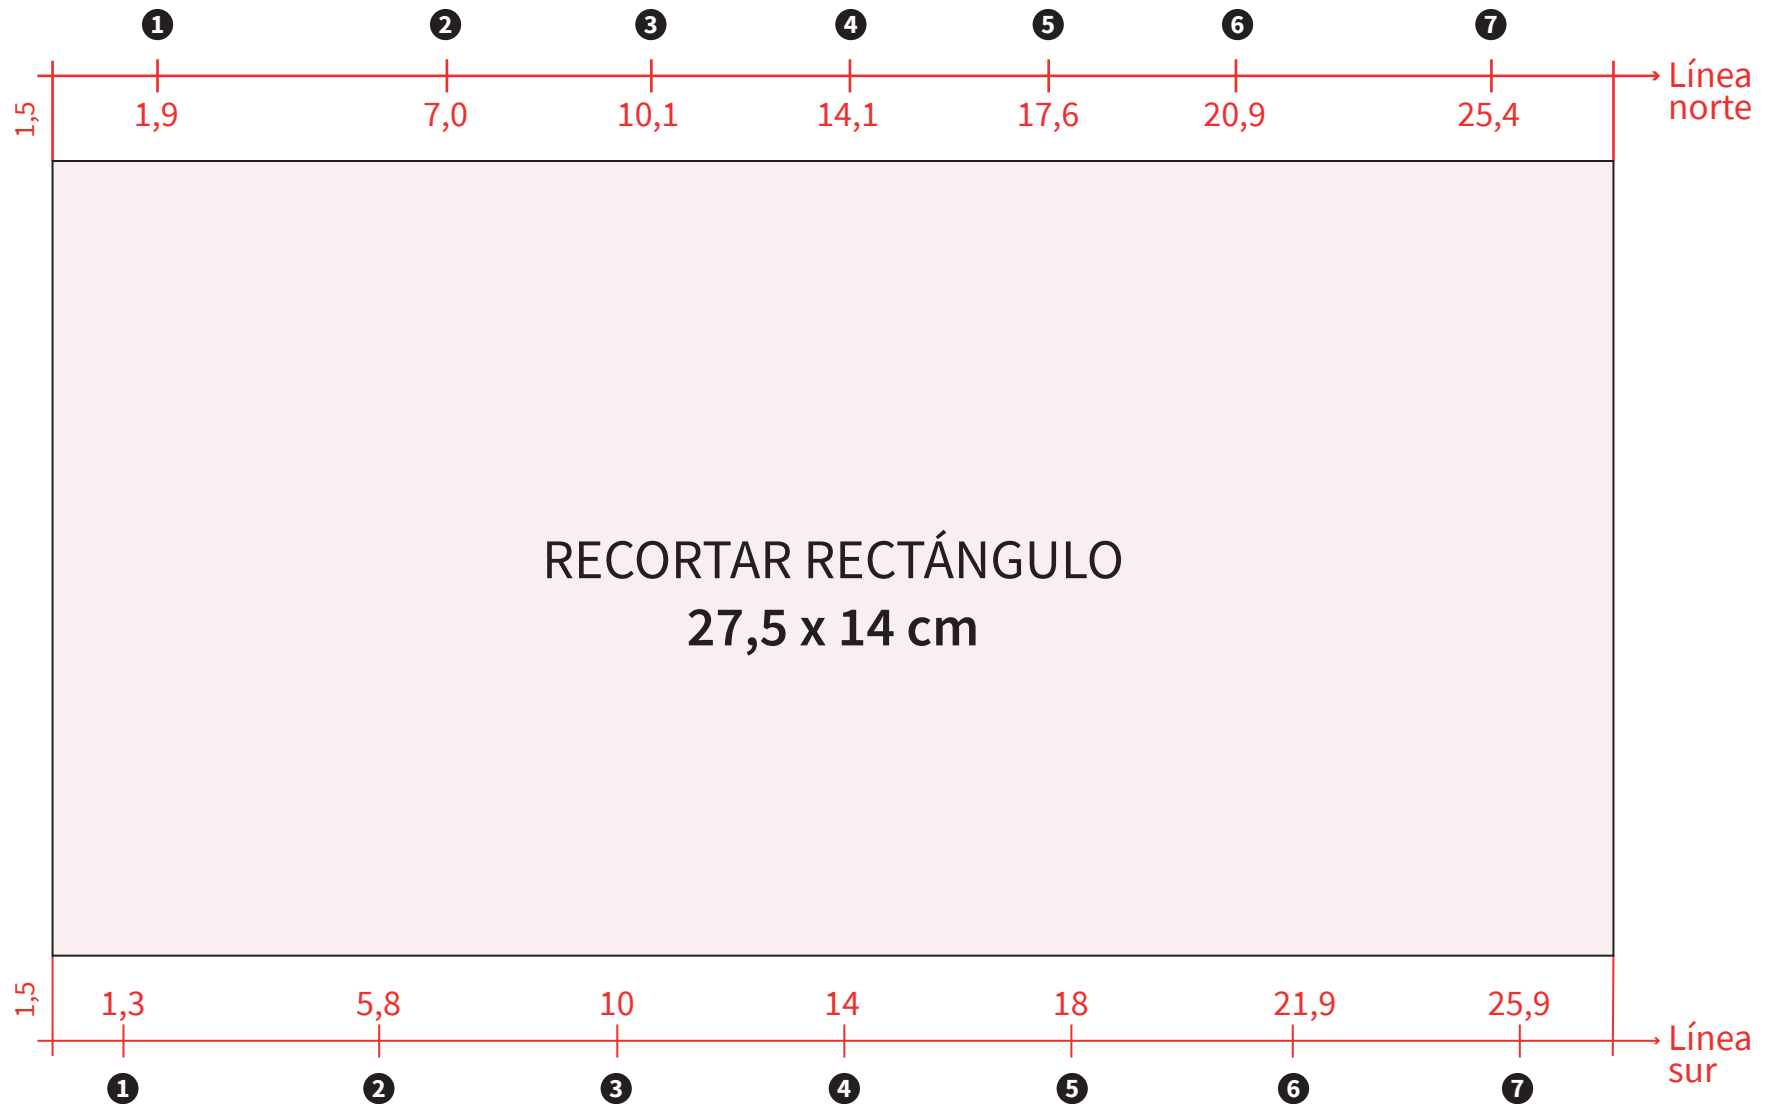 1 2 3 4 5 6 7
Línea
norte
1,5
1,9 7,0 10,1 14,1 17,6 20,9 25,4
RECORTAR RECTÁNGULO
27,5 x 14 cm
1,5
1,3 5,8 10 14 18 21,9 25,9
Línea
sur
1 2 3 4 5 6 7